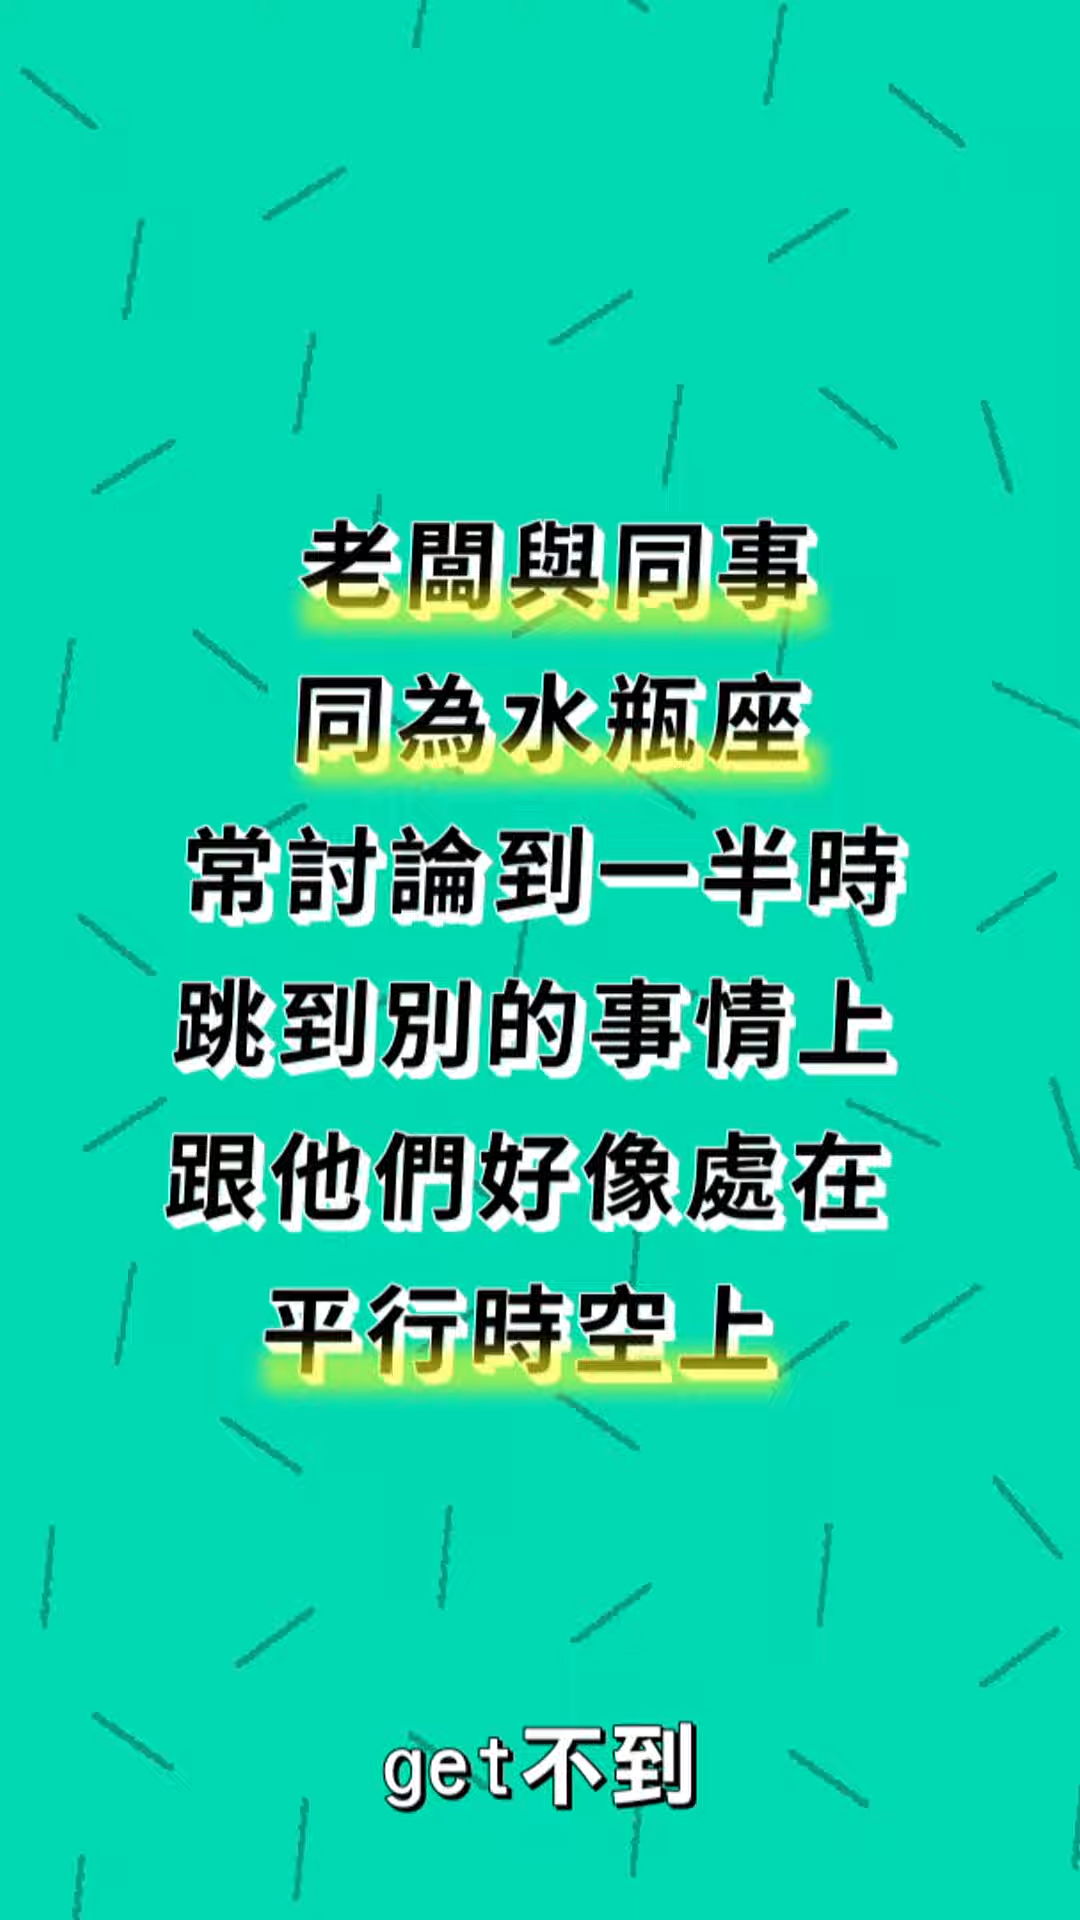 老闆與同事
同為水瓶座
常討論到一半時
跳到別的事情上
跟他們好像處在
平行時空上
get不到